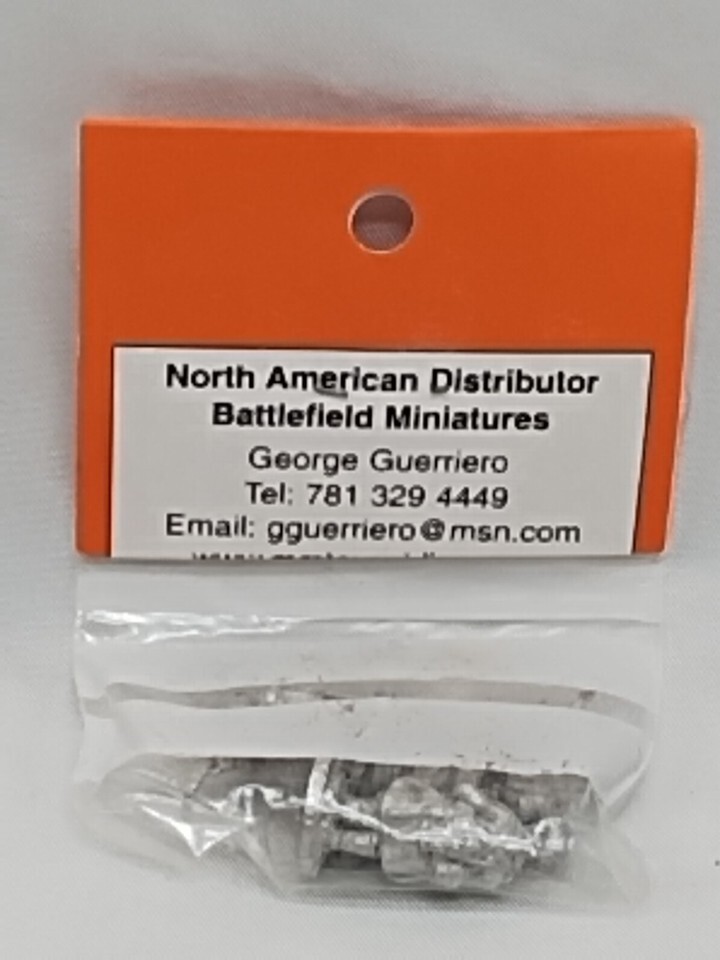 North American Distributor
Battlefield Miniatures
George Guerriero
Tel: 781 329 4449
Email: gguerriero@msn.com